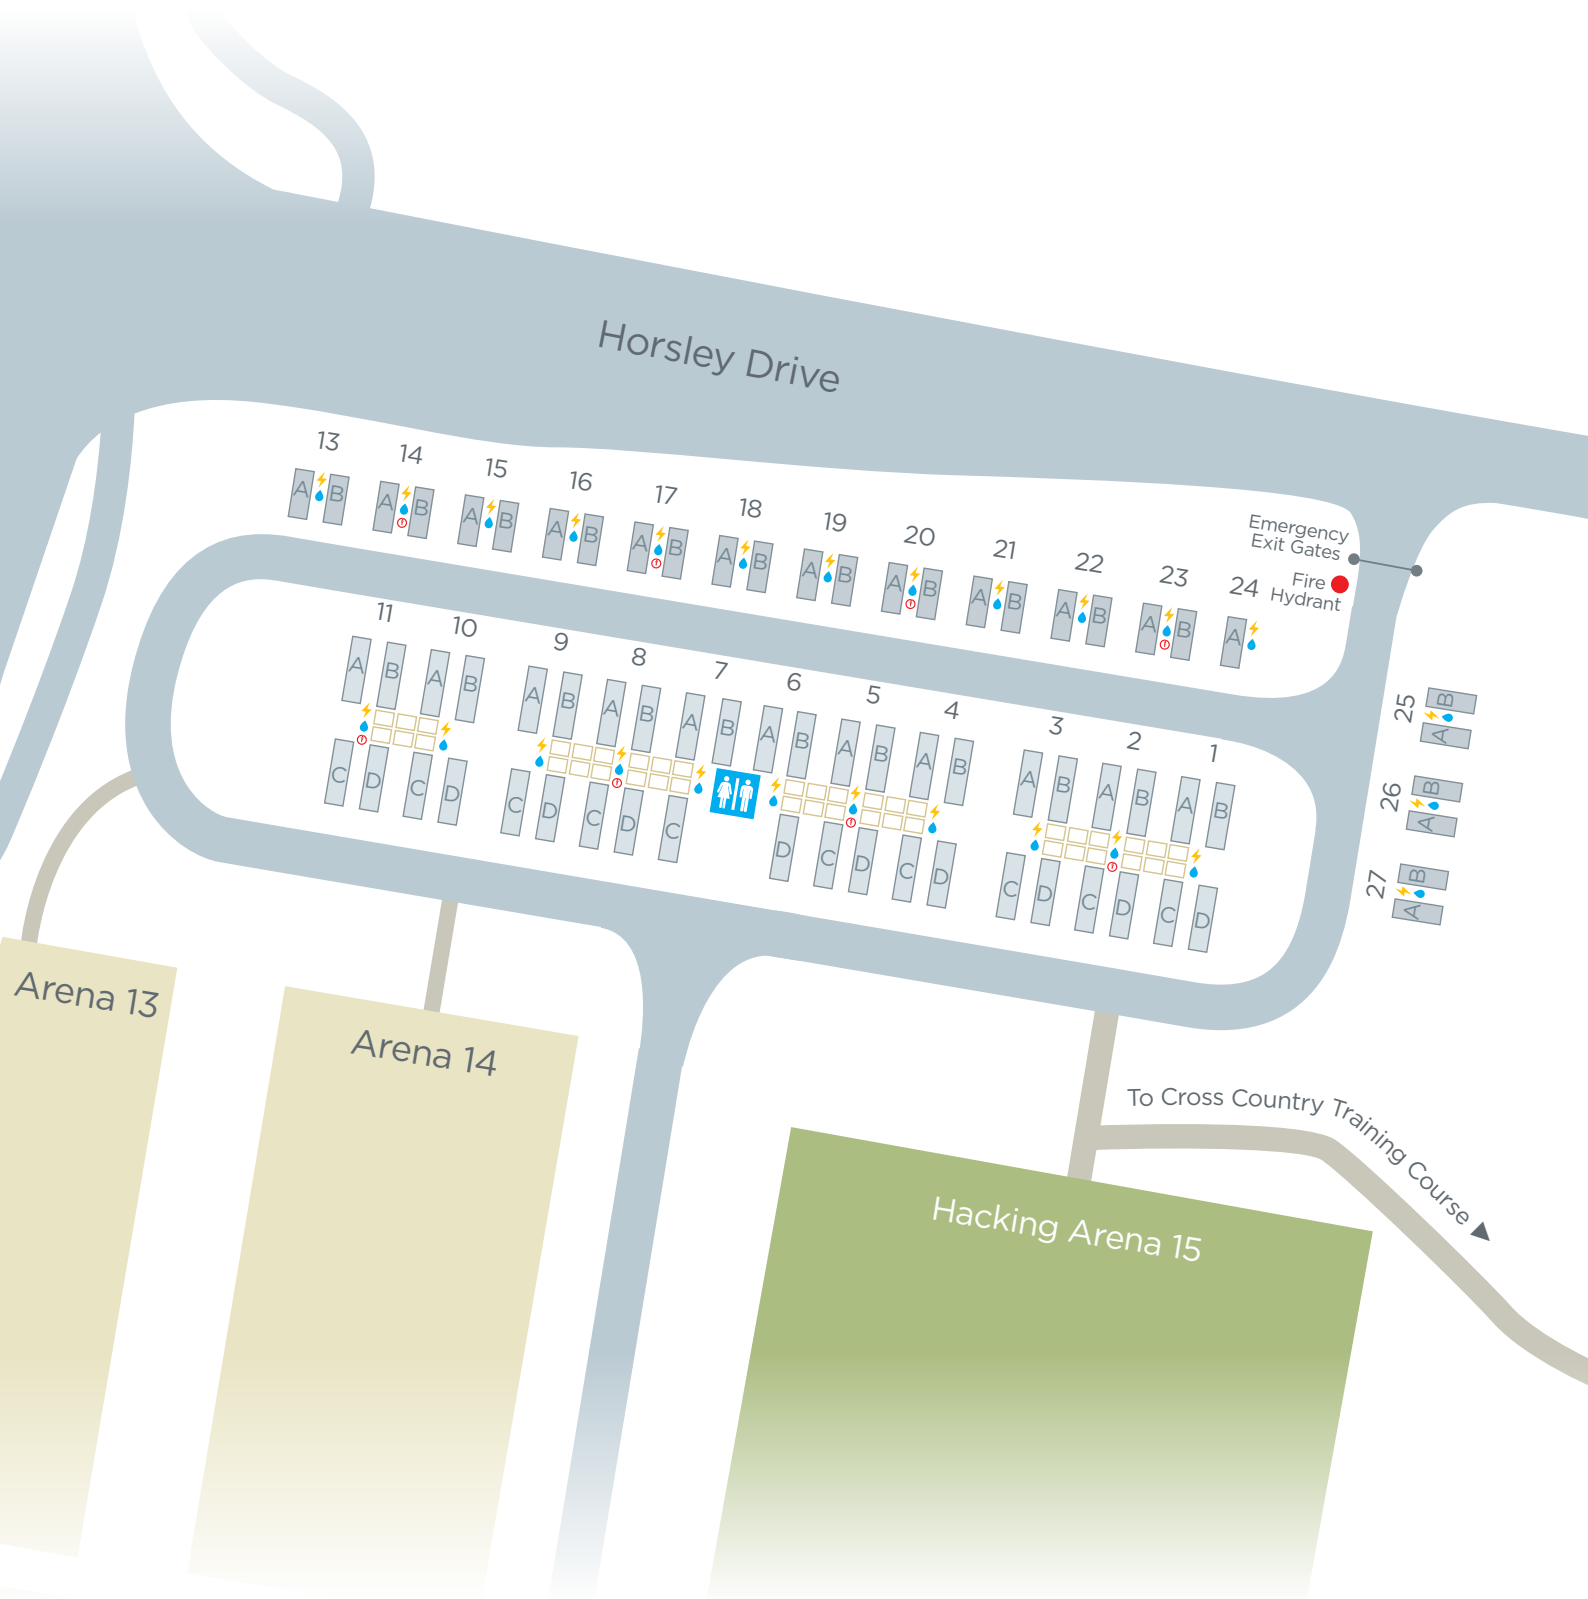 Horsley Drive
13
14
15
16
17
18
19
20
21
22
23
24
A B
A B
A B
A B
A B
A B
A B
A B
A B
A B
A B
A
Emergency
Exit Gates
Fire
Hydrant
11
10
9
8
7
6
5
4
3
2
1
A B
A B
A B
A B
A B
A B
A B
A B
A B
A B
A B
C D
C D
C D
C D
C
D
C D
C D
C D
C D
C D
25
B
A
26
B
A
27
B
A
Arena 13
Arena 14
To Cross Country Training Course
Hacking Arena 15